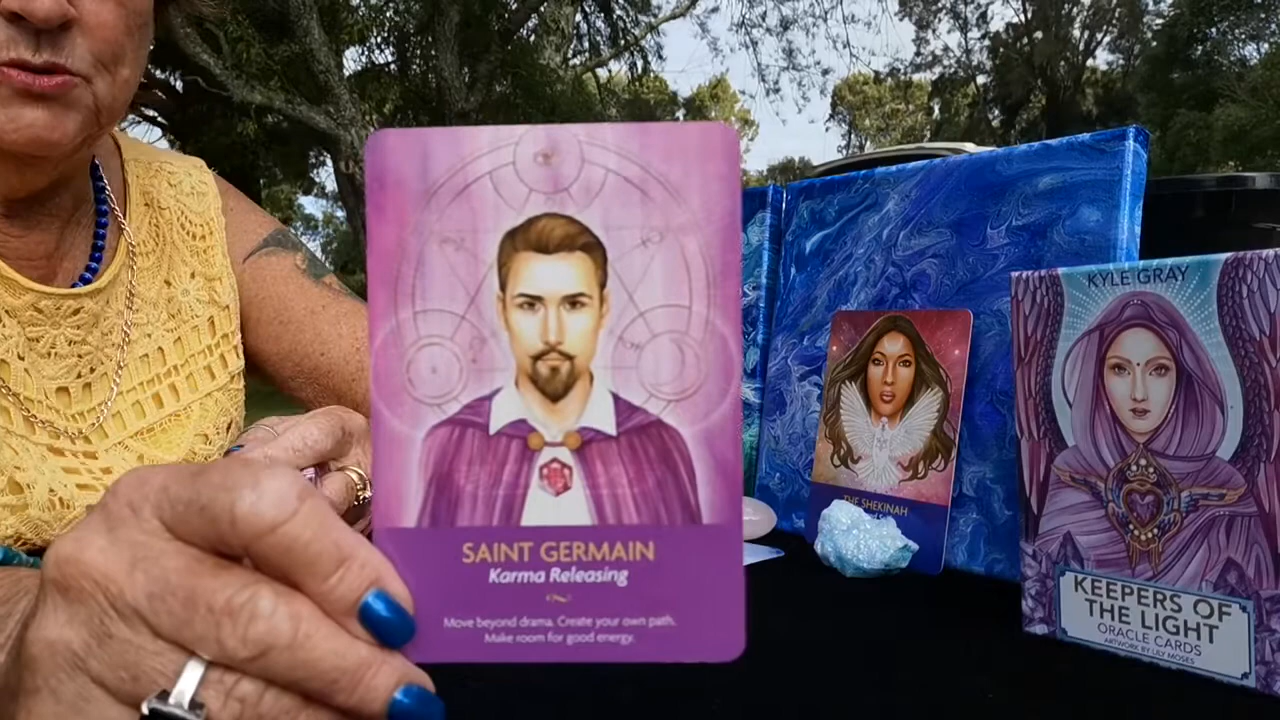 SAINT GERMAIN
Karma Releasing
Move beyond drama. Create your own path.
Make room for good energy.
THE SHEKINAH
KYLE GRAY
KEEPERS OF
THE LIGHT
ORACLE CARDS
ARTWORK BY LILY MOSES